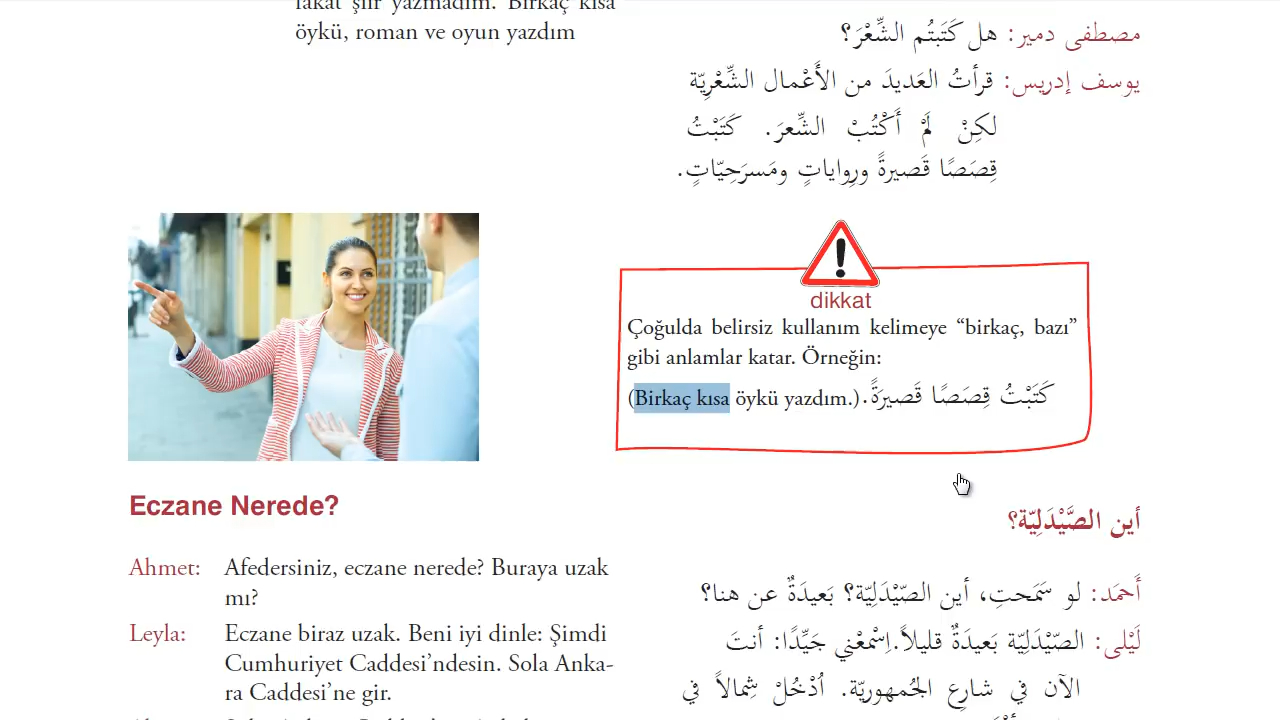 fakat şiir yazmadım. Birkaç kısa
öykü, roman ve oyun yazdım
مصطفى دمير: هل كَتَبتُم الشِّعْرَ؟
يوسف إدريس: قرأتُ العَديدَ من الأَعْمال الشِّعْرِيّة
لكِنْ لَمْ أَكْتُبْ الشِّعرَ. كَتَبْتُ
قِصَصًا قَصيرةً ورِواياتٍ ومَسرَحِيّاتٍ.
dikkat
Çoğulda belirsiz kullanım kelimeye “birkaç, bazı”
gibi anlamlar katar. Örneğin:
(Birkaç kısa öykü yazdım.) كَتَبْتُ قِصَصًا قَصيرَةً.
Eczane Nerede?
Ahmet: Afedersiniz, eczane nerede? Buraya uzak
mı?
Leyla: Eczane biraz uzak. Beni iyi dinle: Şimdi
Cumhuriyet Caddesi’ndesin. Sola Anka-
ra Caddesi’ne gir.
أين الصَّيْدَلِيّة؟
أَحمَد: لو سَمَحتِ، أين الصّيْدَلِيّة؟ بَعيدَةٌ عن هنا؟
لَيْلى: الصّيْدَلِيّة بَعيدَةٌ قليلاً.اِسْمعْني جَيِّدًا: أنتَ
الآن في شارِع الجُمهوريّة. اُدْخُلْ شِمالاً في